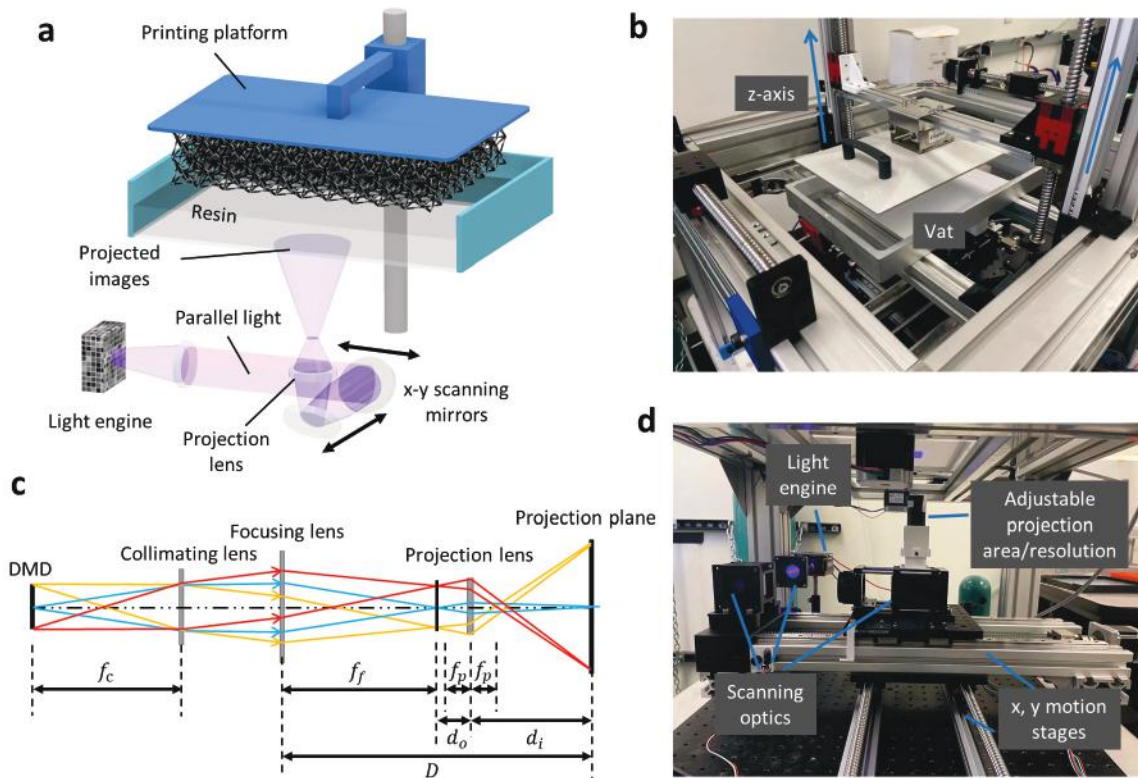 a
Printing platform
Resin
Projected
images
Parallel light
Light engine
Projection
lens
x-y scanning
mirrors
b
z-axis
Vat
c
DMD
Collimating lens
Focusing lens
Projection lens
Projection plane
f_c
f_f
f_p
f_p
d_o
d_i
D
d
Light
engine
Adjustable
projection
area/resolution
Scanning
optics
x, y motion
stages